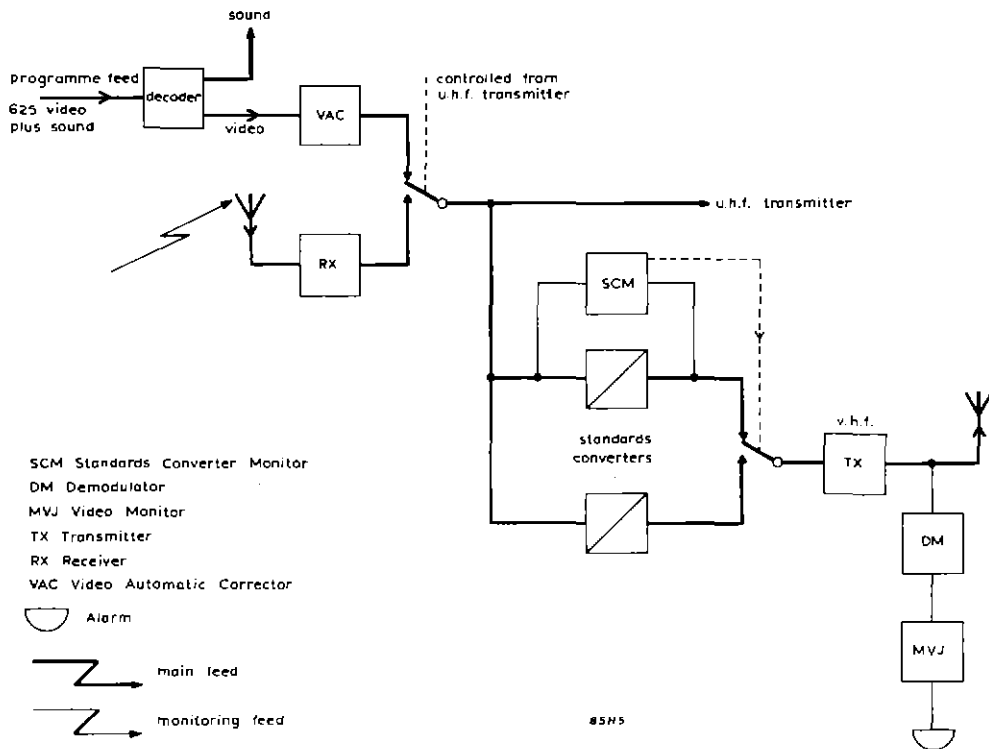 sound
programme feed
625 video
plus sound
decoder
video
VAC
controlled from
u.h.f. transmitter
u.h.f. transmitter
RX
SCM
standards
converters
v.h.f.
TX
DM
MVJ
SCM Standards Converter Monitor
DM Demodulator
MVJ Video Monitor
TX Transmitter
RX Receiver
VAC Video Automatic Corrector
Alarm
main feed
monitoring feed
85H5